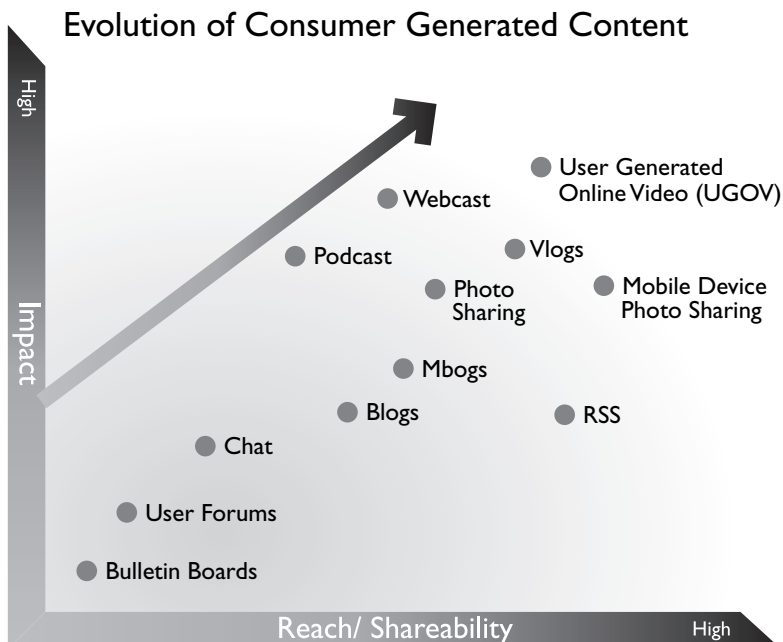 Evolution of Consumer Generated Content
High
Impact
User Generated
Online Video (UGOV)
Webcast
Vlogs
Podcast
Mobile Device
Photo Sharing
Photo
Sharing
Mbogs
Blogs
RSS
Chat
User Forums
Bulletin Boards
Reach/ Shareability
High